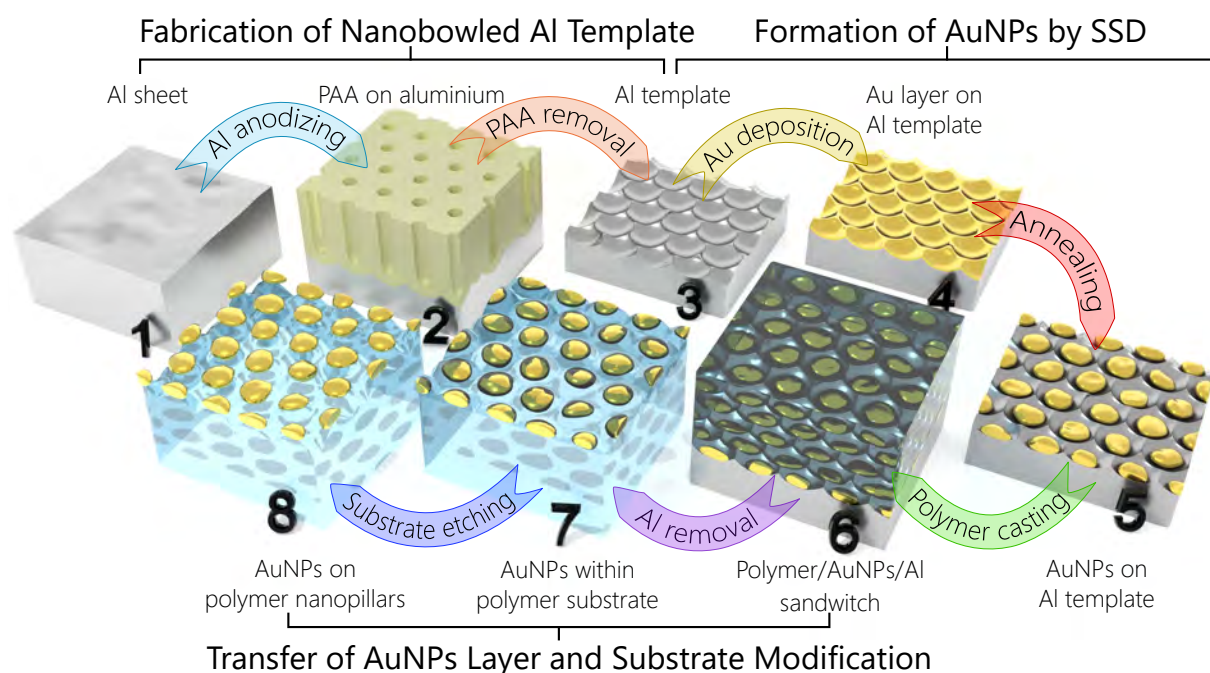 Fabrication of Nanobowled Al Template
Formation of AuNPs by SSD
Al sheet
PAA on aluminium
Al template
Au layer on
Al template
Al anodizing
PAA removal
Au deposition
Annealing
1
2
3
4
5
6
7
8
Substrate etching
Al removal
Polymer casting
AuNPs on
polymer nanopillars
AuNPs within
polymer substrate
Polymer/AuNPs/Al
sandwitch
AuNPs on
Al template
Transfer of AuNPs Layer and Substrate Modification